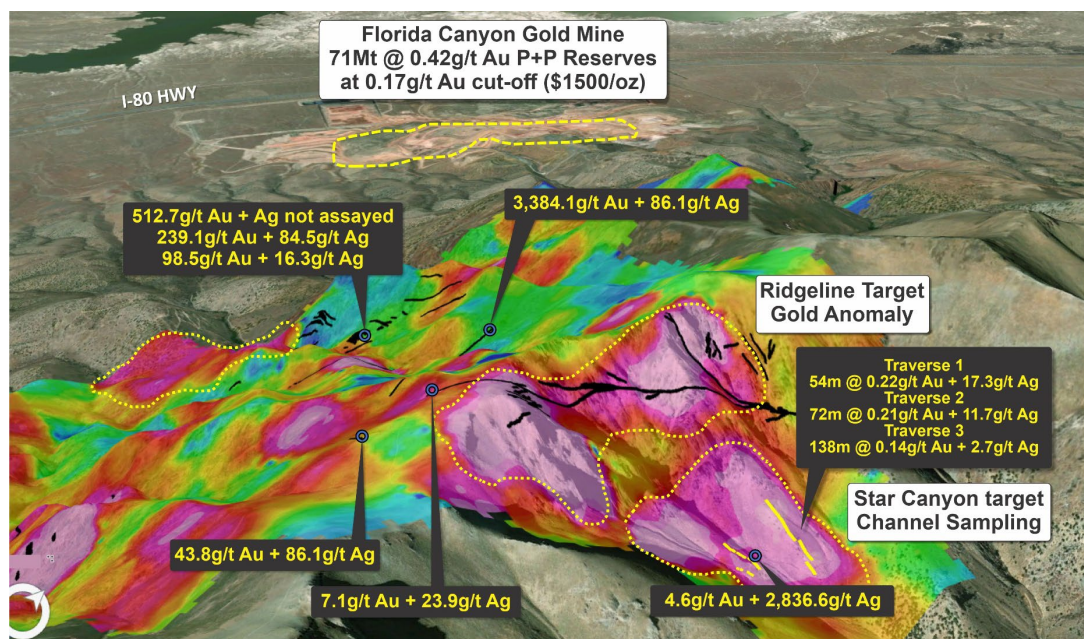 Florida Canyon Gold Mine
71Mt @ 0.42g/t Au P+P Reserves
at 0.17g/t Au cut-off ($1500/oz)
I-80 HWY
512.7g/t Au + Ag not assayed
239.1g/t Au + 84.5g/t Ag
98.5g/t Au + 16.3g/t Ag
3,384.1g/t Au + 86.1g/t Ag
Ridgeline Target
Gold Anomaly
Traverse 1
54m @ 0.22g/t Au + 17.3g/t Ag
Traverse 2
72m @ 0.21g/t Au + 11.7g/t Ag
Traverse 3
138m @ 0.14g/t Au + 2.7g/t Ag
Star Canyon target
Channel Sampling
43.8g/t Au + 86.1g/t Ag
7.1g/t Au + 23.9g/t Ag
4.6g/t Au + 2,836.6g/t Ag